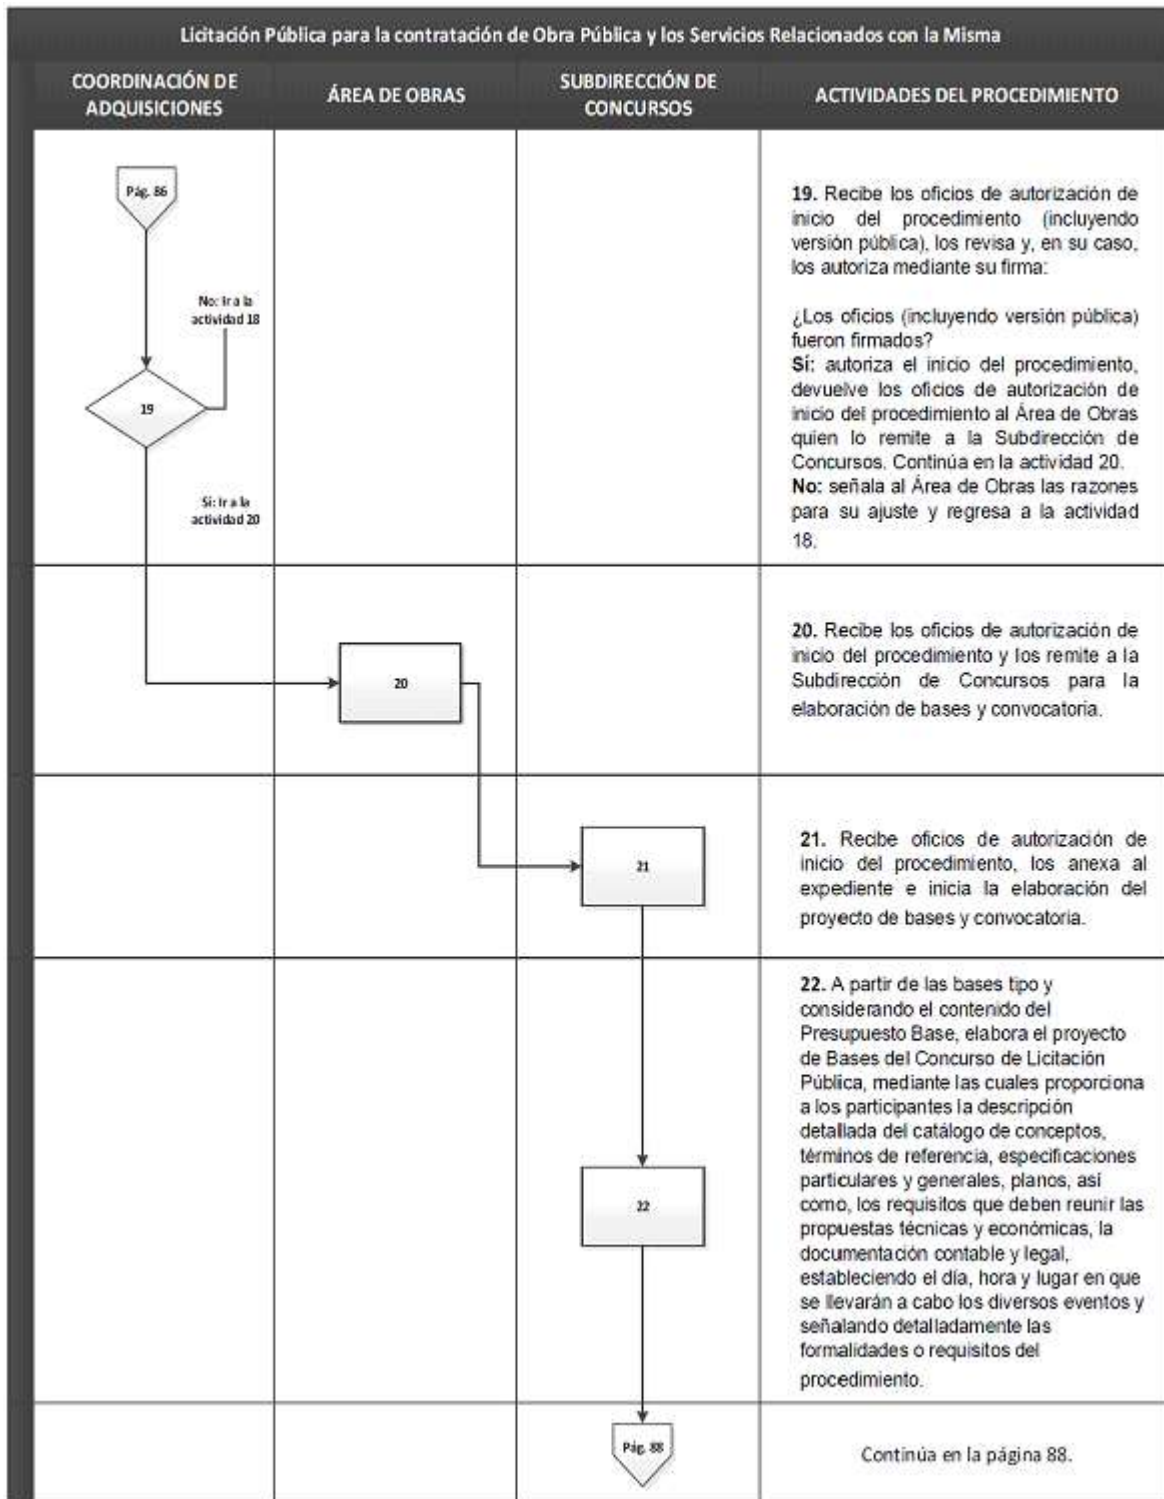 Licitación Pública para la contratación de Obra Pública y los Servicios Relacionados con la Misma
COORDINACIÓN DE
ADQUISICIONES
ÁREA DE OBRAS
SUBDIRECCIÓN DE
CONCURSOS
ACTIVIDADES DEL PROCEDIMIENTO
Pág. 86
No: Ir a la
actividad 18
19
Si: Ir a la
actividad 20
19. Recibe los oficios de autorización de
inicio del procedimiento (incluyendo
versión pública), los revisa y, en su caso,
los autoriza mediante su firma:
¿Los oficios (incluyendo versión pública)
fueron firmados?
Sí: autoriza el inicio del procedimiento,
devuelve los oficios de autorización de
inicio del procedimiento al Área de Obras
quien lo remite a la Subdirección de
Concursos. Continúa en la actividad 20.
No: señala al Área de Obras las razones
para su ajuste y regresa a la actividad
18.
20
20. Recibe los oficios de autorización de
inicio del procedimiento y los remite a la
Subdirección de Concursos para la
elaboración de bases y convocatoria.
21
21. Recibe oficios de autorización de
inicio del procedimiento, los anexa al
expediente e inicia la elaboración del
proyecto de bases y convocatoria.
22
22. A partir de las bases tipo y
considerando el contenido del
Presupuesto Base, elabora el proyecto
de Bases del Concurso de Licitación
Pública, mediante las cuales proporciona
a los participantes la descripción
detallada del catálogo de conceptos,
términos de referencia, especificaciones
particulares y generales, planos, así
como, los requisitos que deben reunir las
propuestas técnicas y económicas, la
documentación contable y legal,
estableciendo el día, hora y lugar en que
se llevarán a cabo los diversos eventos y
señalando detalladamente las
formalidades o requisitos del
procedimiento.
Pág. 88
Continúa en la página 88.